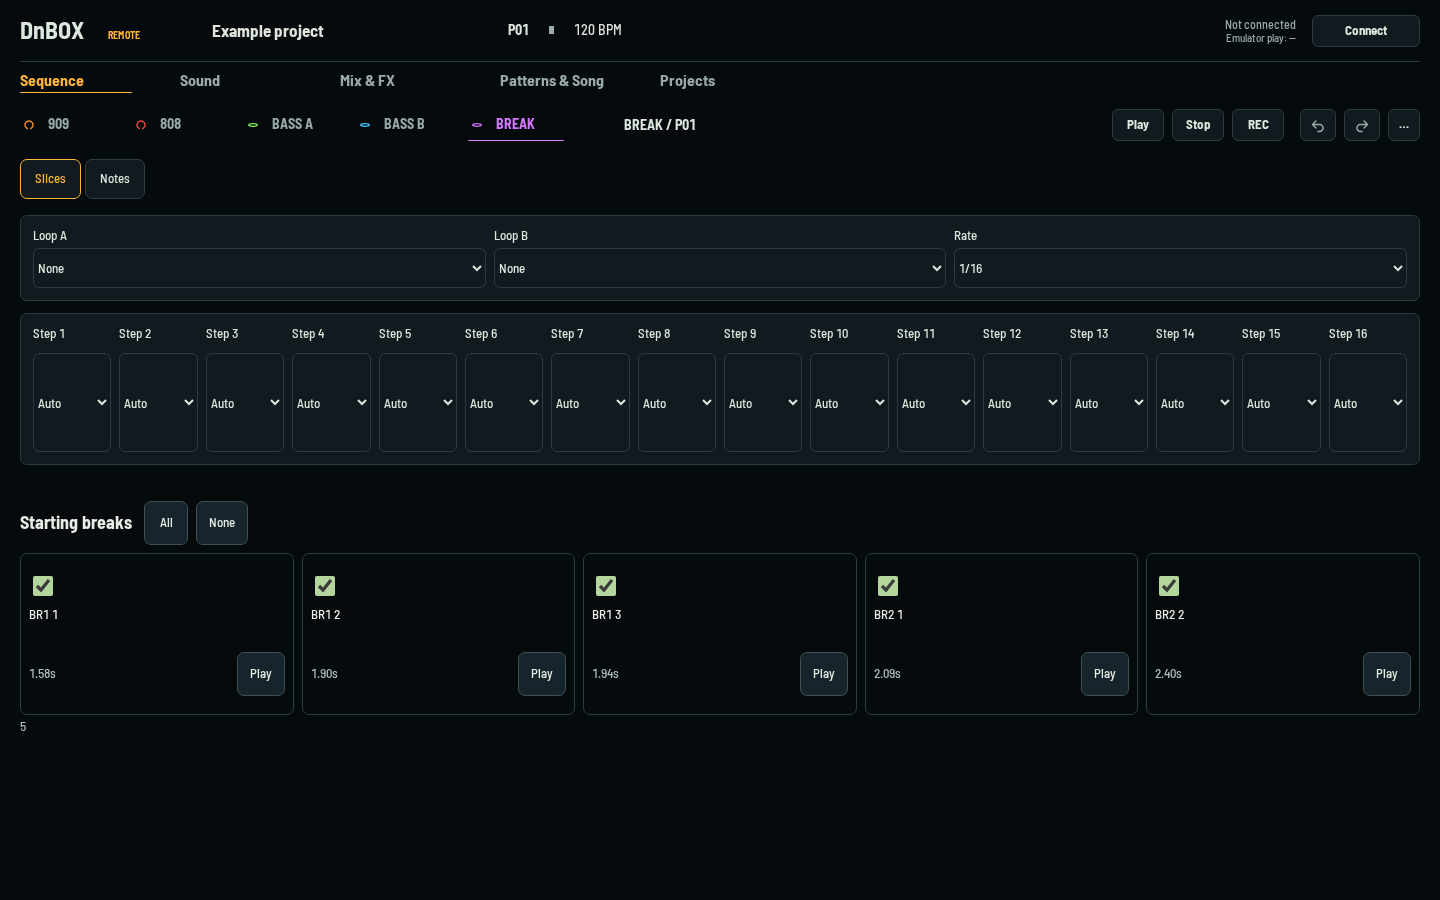 DnBOX REMOTE Example project P01 120 BPM Not connected Connect
Emulator play: —
Sequence Sound Mix & FX Patterns & Song Projects
909 808 BASS A BASS B BREAK BREAK / P01 Play Stop REC ...
Slices Notes
Loop A Loop B Rate
None None 1/16
Step 1 Step 2 Step 3 Step 4 Step 5 Step 6 Step 7 Step 8 Step 9 Step 10 Step 11 Step 12 Step 13 Step 14 Step 15 Step 16
Auto Auto Auto Auto Auto Auto Auto Auto Auto Auto Auto Auto Auto Auto Auto Auto
Starting breaks All None
BR1 1 BR1 2 BR1 3 BR2 1 BR2 2
1.58s Play 1.90s Play 1.94s Play 2.09s Play 2.40s Play
5